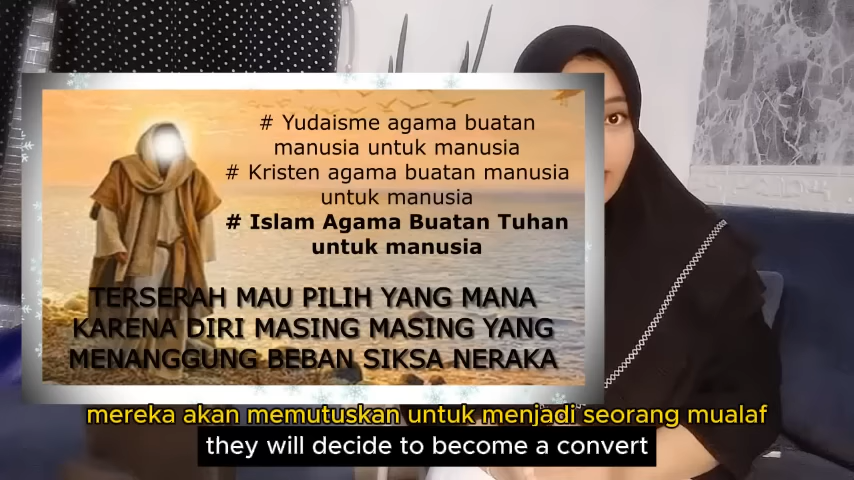 # Yudaisme agama buatan
manusia untuk manusia
# Kristen agama buatan manusia
untuk manusia
# Islam Agama Buatan Tuhan
untuk manusia
TERSERAH MAU PILIH YANG MANA
KARENA DIRI MASING MASING YANG
MENANGGUNG BEBAN SIKSA NERAKA
mereka akan memutuskan untuk menjadi seorang mualaf
they will decide to become a convert